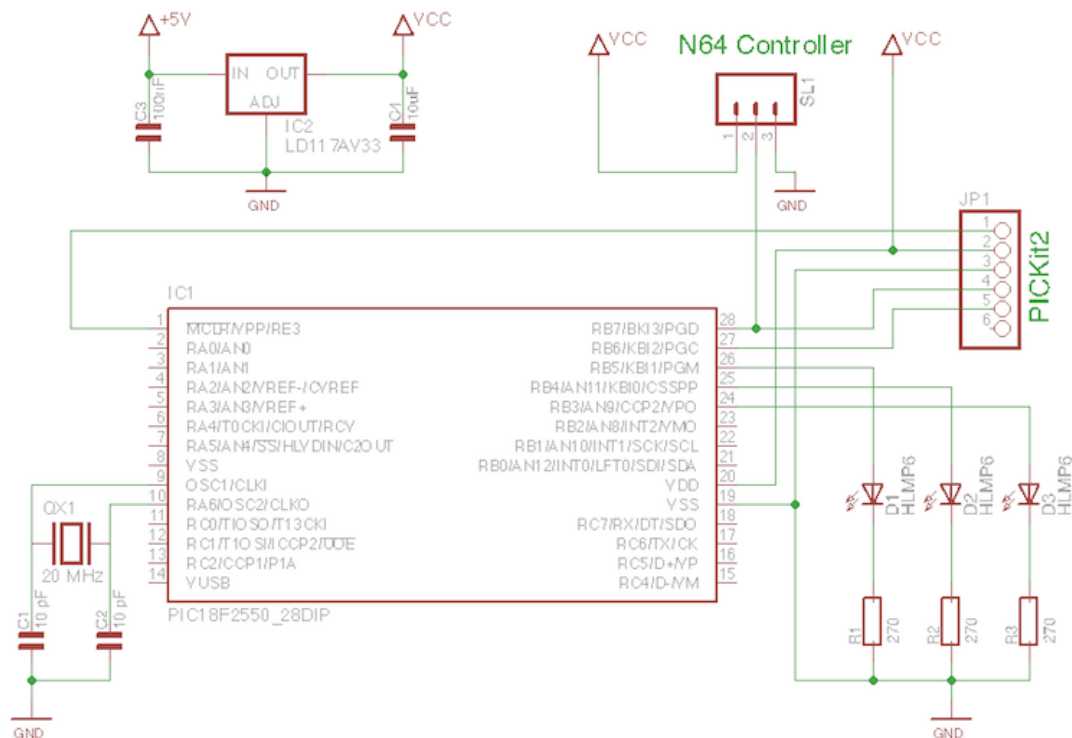 +5V
VCC
IN OUT
ADJ
C3
100nF
C4
10uF
IC2
LD117AV33
GND
VCC
N64 Controller
SL1
1 2 3
GND
VCC
JP1
1
2
3
4
5
6
PICKit2
IC1
1 MCLR/VPP/RE3
2 RA0/AN0
3 RA1/AN1
4 RA2/AN2/VREF-/CVREF
5 RA3/AN3/VREF+
6 RA4/T0CKI/C1OUT/RCV
7 RA5/AN4/SS/HLVDIN/C2OUT
8 VSS
9 OSC1/CLKI
10 RA6/OSC2/CLKO
11 RC0/T1OSO/T13CKI
12 RC1/T1OSI/CCP2/UOE
13 RC2/CCP1/P1A
14 VUSB
RB7/BKI3/PGD 28
RB6/KBI2/PGC 27
RB5/KBI1/PGM 26
RB4/AN11/KBI0/CSSPP 25
RB3/AN9/CCP2/VPO 24
RB2/AN8/INT2/VMO 23
RB1/AN10/INT1/SCK/SCL 22
RB0/AN12/INT0/LFT0/SDI/SDA 21
VDD 20
VSS 19
RC7/RX/DT/SDO 18
RC6/TX/CK 17
RC5/D+/VP 16
RC4/D-/VM 15
PIC18F2550_28DIP
QX1
20 MHz
C1
10 pF
C2
10 pF
GND
D1
HLMP6
D2
HLMP6
D3
HLMP6
R1
270
R2
270
R3
270
GND